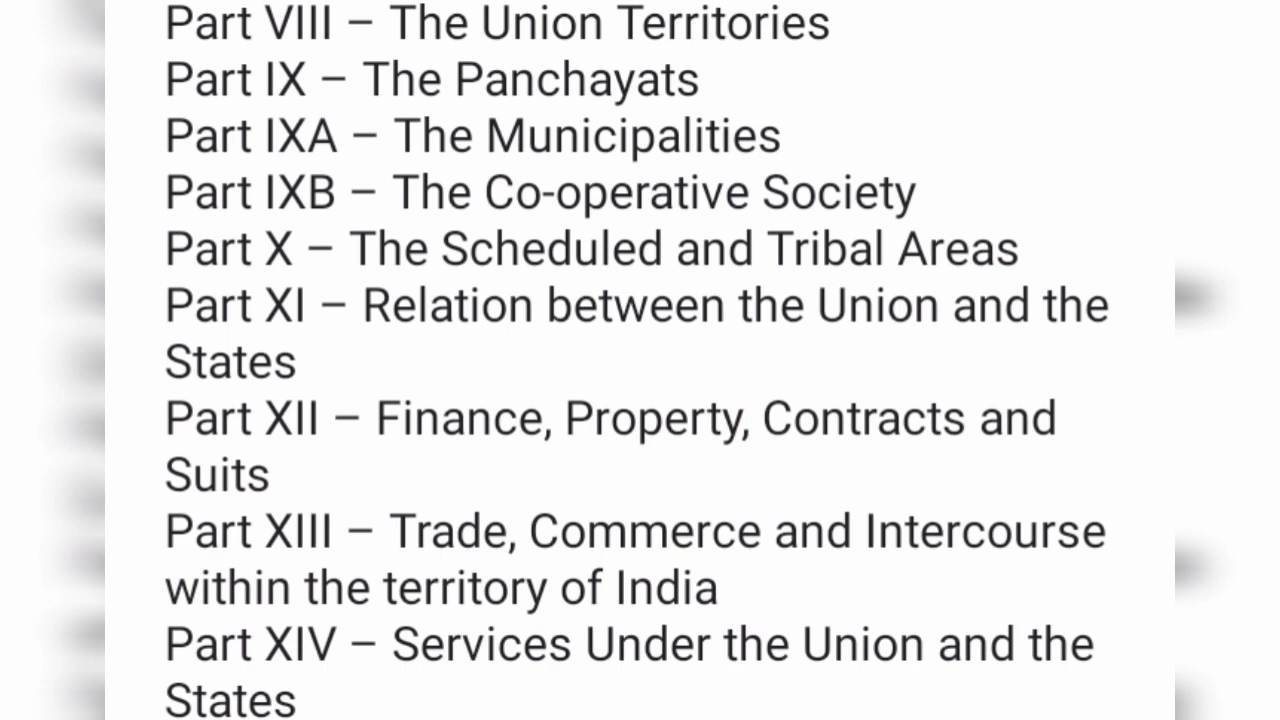 Part VIII – The Union Territories
Part IX – The Panchayats
Part IXA – The Municipalities
Part IXB – The Co-operative Society
Part X – The Scheduled and Tribal Areas
Part XI – Relation between the Union and the
States
Part XII – Finance, Property, Contracts and
Suits
Part XIII – Trade, Commerce and Intercourse
within the territory of India
Part XIV – Services Under the Union and the
States